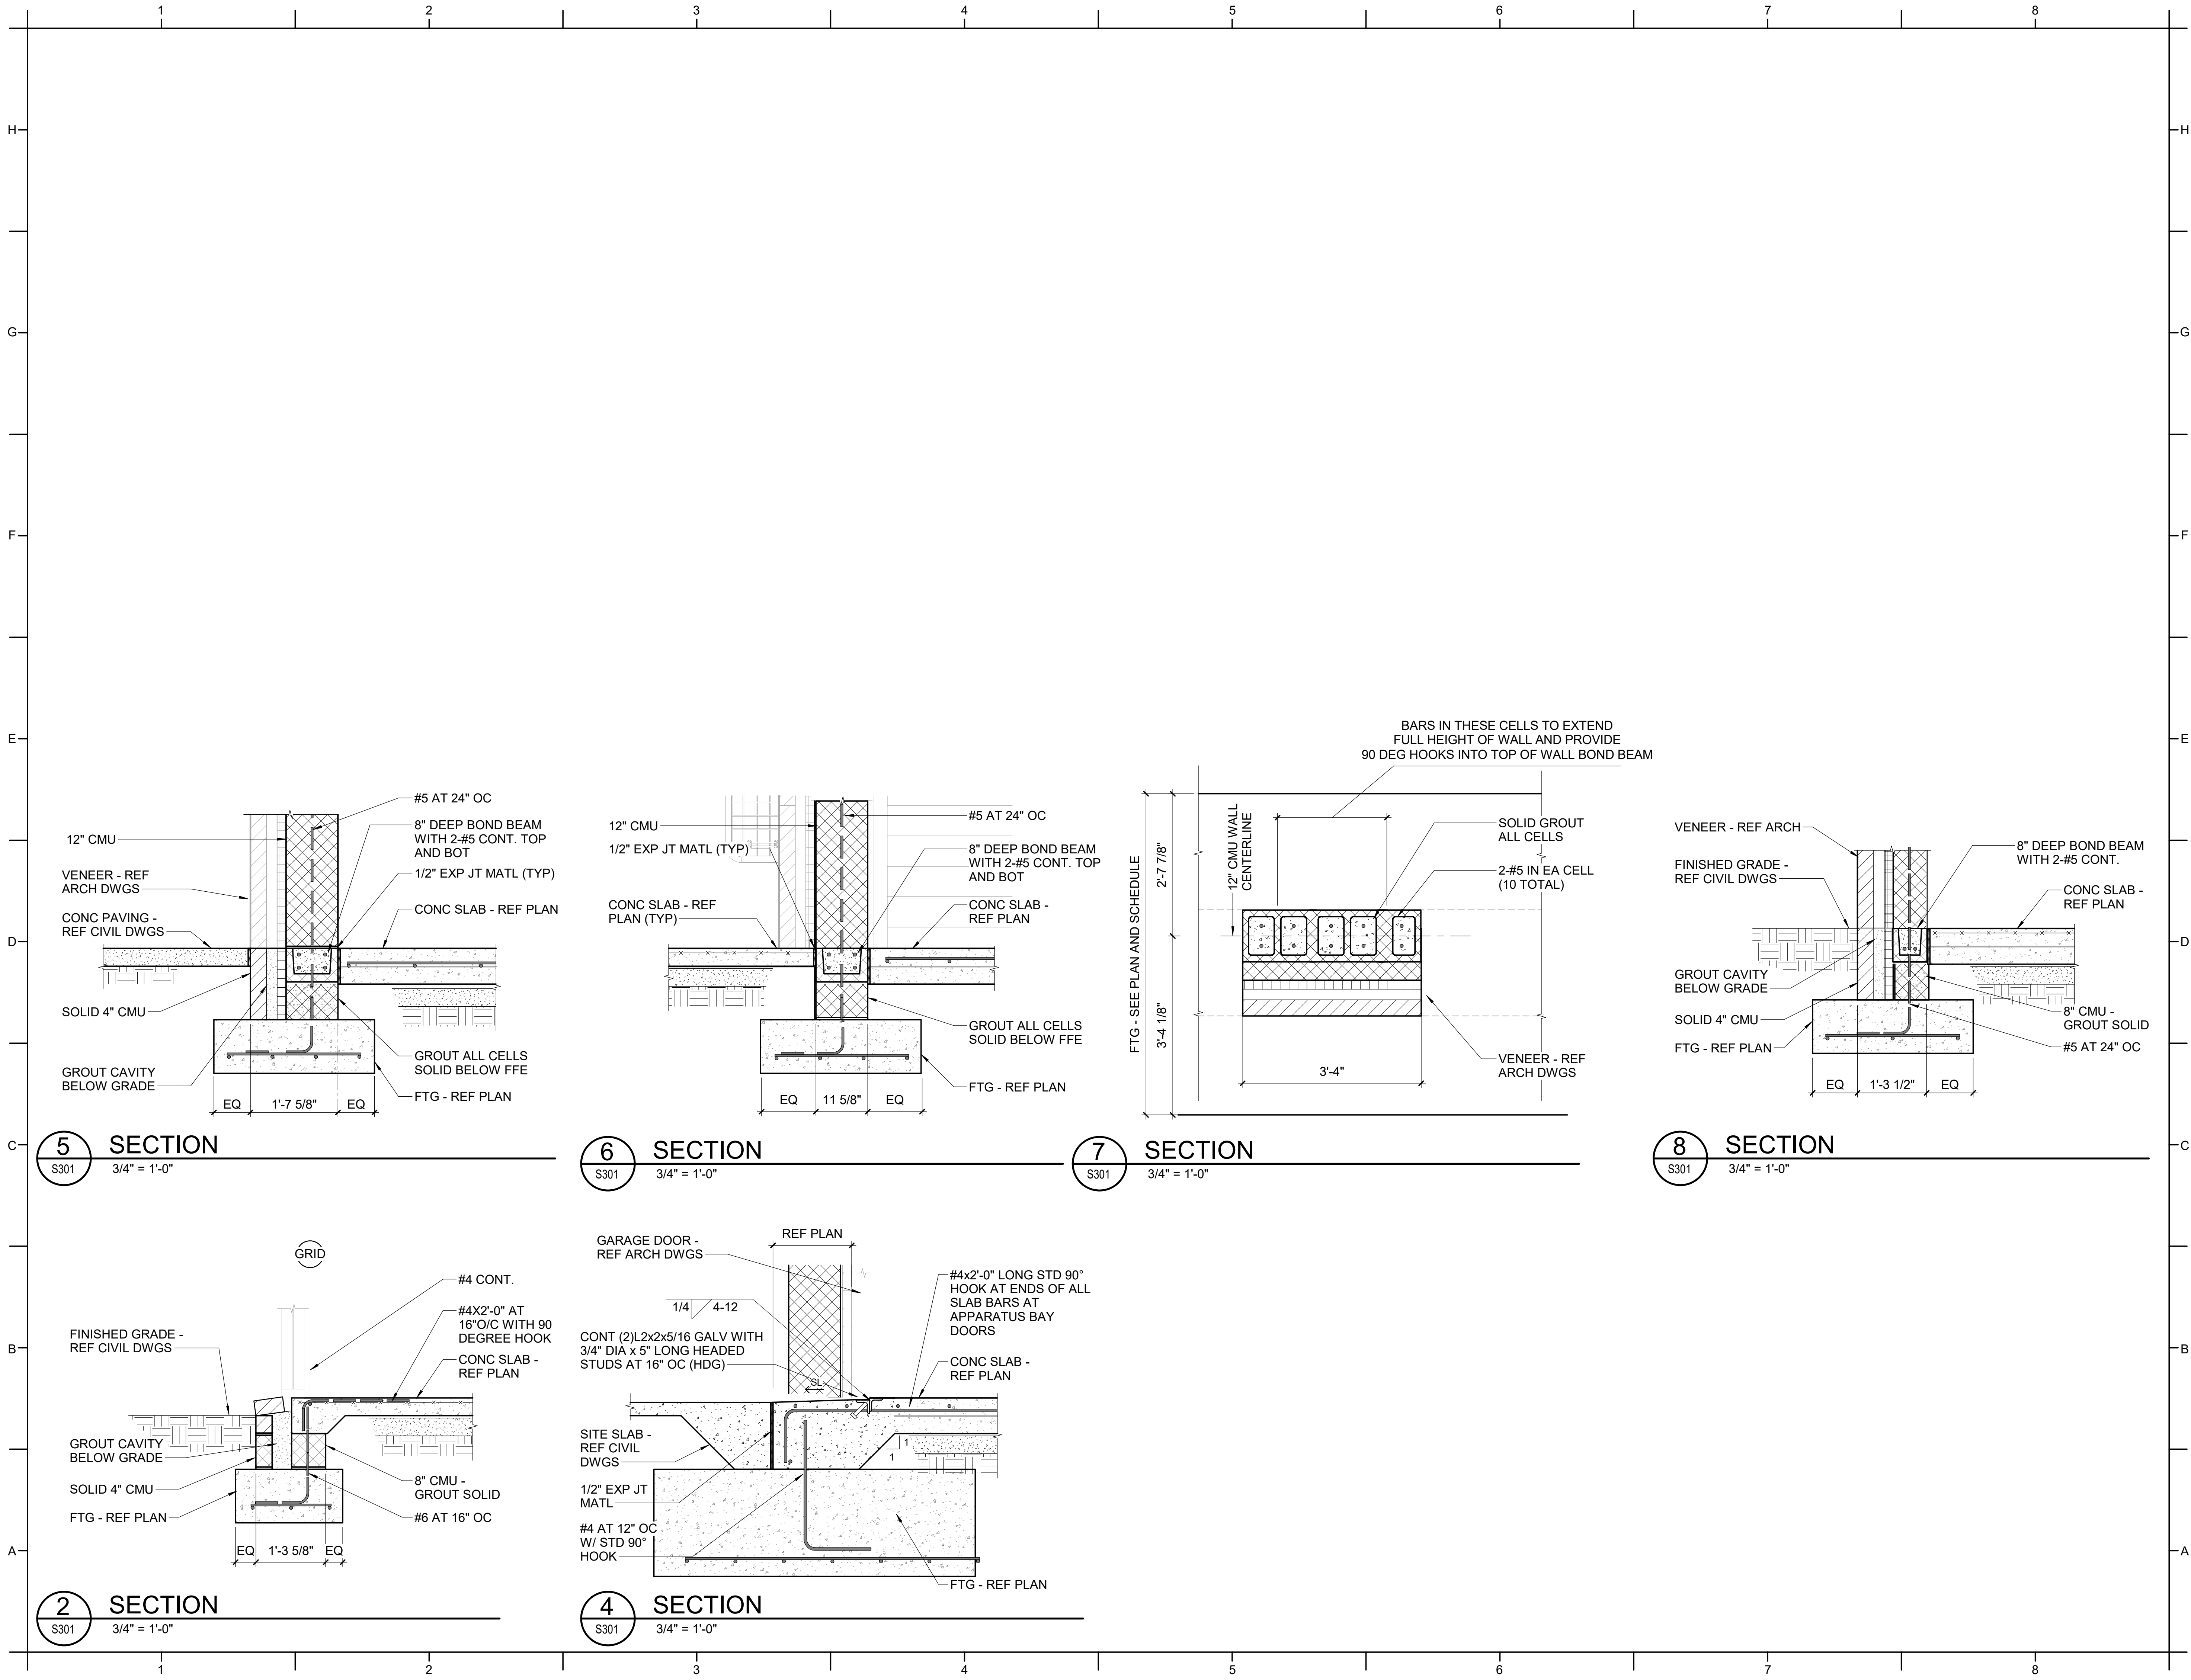 1 2 3 4 5 6 7 8
H H
G G
F F
E E
D D
C C
B B
A A
#5 AT 24" OC
12" CMU
8" DEEP BOND BEAM
WITH 2-#5 CONT. TOP
AND BOT
1/2" EXP JT MATL (TYP)
VENEER - REF
ARCH DWGS
CONC SLAB - REF PLAN
CONC PAVING -
REF CIVIL DWGS
SOLID 4" CMU
GROUT CAVITY
BELOW GRADE
GROUT ALL CELLS
SOLID BELOW FFE
FTG - REF PLAN
EQ 1'-7 5/8" EQ
5
S301
SECTION
3/4" = 1'-0"
12" CMU
#5 AT 24" OC
1/2" EXP JT MATL (TYP)
8" DEEP BOND BEAM
WITH 2-#5 CONT. TOP
AND BOT
CONC SLAB - REF
PLAN (TYP)
CONC SLAB -
REF PLAN
GROUT ALL CELLS
SOLID BELOW FFE
FTG - REF PLAN
EQ 11 5/8" EQ
6
S301
SECTION
3/4" = 1'-0"
BARS IN THESE CELLS TO EXTEND
FULL HEIGHT OF WALL AND PROVIDE
90 DEG HOOKS INTO TOP OF WALL BOND BEAM
FTG - SEE PLAN AND SCHEDULE
2'-7 7/8"
3'-4 1/8"
12" CMU WALL
CENTERLINE
SOLID GROUT
ALL CELLS
2-#5 IN EA CELL
(10 TOTAL)
VENEER - REF
ARCH DWGS
3'-4"
7
S301
SECTION
3/4" = 1'-0"
VENEER - REF ARCH
FINISHED GRADE -
REF CIVIL DWGS
8" DEEP BOND BEAM
WITH 2-#5 CONT.
CONC SLAB -
REF PLAN
GROUT CAVITY
BELOW GRADE
SOLID 4" CMU
FTG - REF PLAN
8" CMU -
GROUT SOLID
#5 AT 24" OC
EQ 1'-3 1/2" EQ
8
S301
SECTION
3/4" = 1'-0"
GRID
#4 CONT.
#4X2'-0" AT
16"O/C WITH 90
DEGREE HOOK
FINISHED GRADE -
REF CIVIL DWGS
CONC SLAB -
REF PLAN
GROUT CAVITY
BELOW GRADE
SOLID 4" CMU
FTG - REF PLAN
8" CMU -
GROUT SOLID
#6 AT 16" OC
EQ 1'-3 5/8" EQ
2
S301
SECTION
3/4" = 1'-0"
REF PLAN
GARAGE DOOR -
REF ARCH DWGS
#4x2'-0" LONG STD 90°
HOOK AT ENDS OF ALL
SLAB BARS AT
APPARATUS BAY
DOORS
1/4 4-12
CONT (2)L2x2x5/16 GALV WITH
3/4" DIA x 5" LONG HEADED
STUDS AT 16" OC (HDG)
CONC SLAB -
REF PLAN
SL
SITE SLAB -
REF CIVIL
DWGS
1
1
1/2" EXP JT
MATL
#4 AT 12" OC
W/ STD 90°
HOOK
FTG - REF PLAN
4
S301
SECTION
3/4" = 1'-0"
1 2 3 4 5 6 7 8